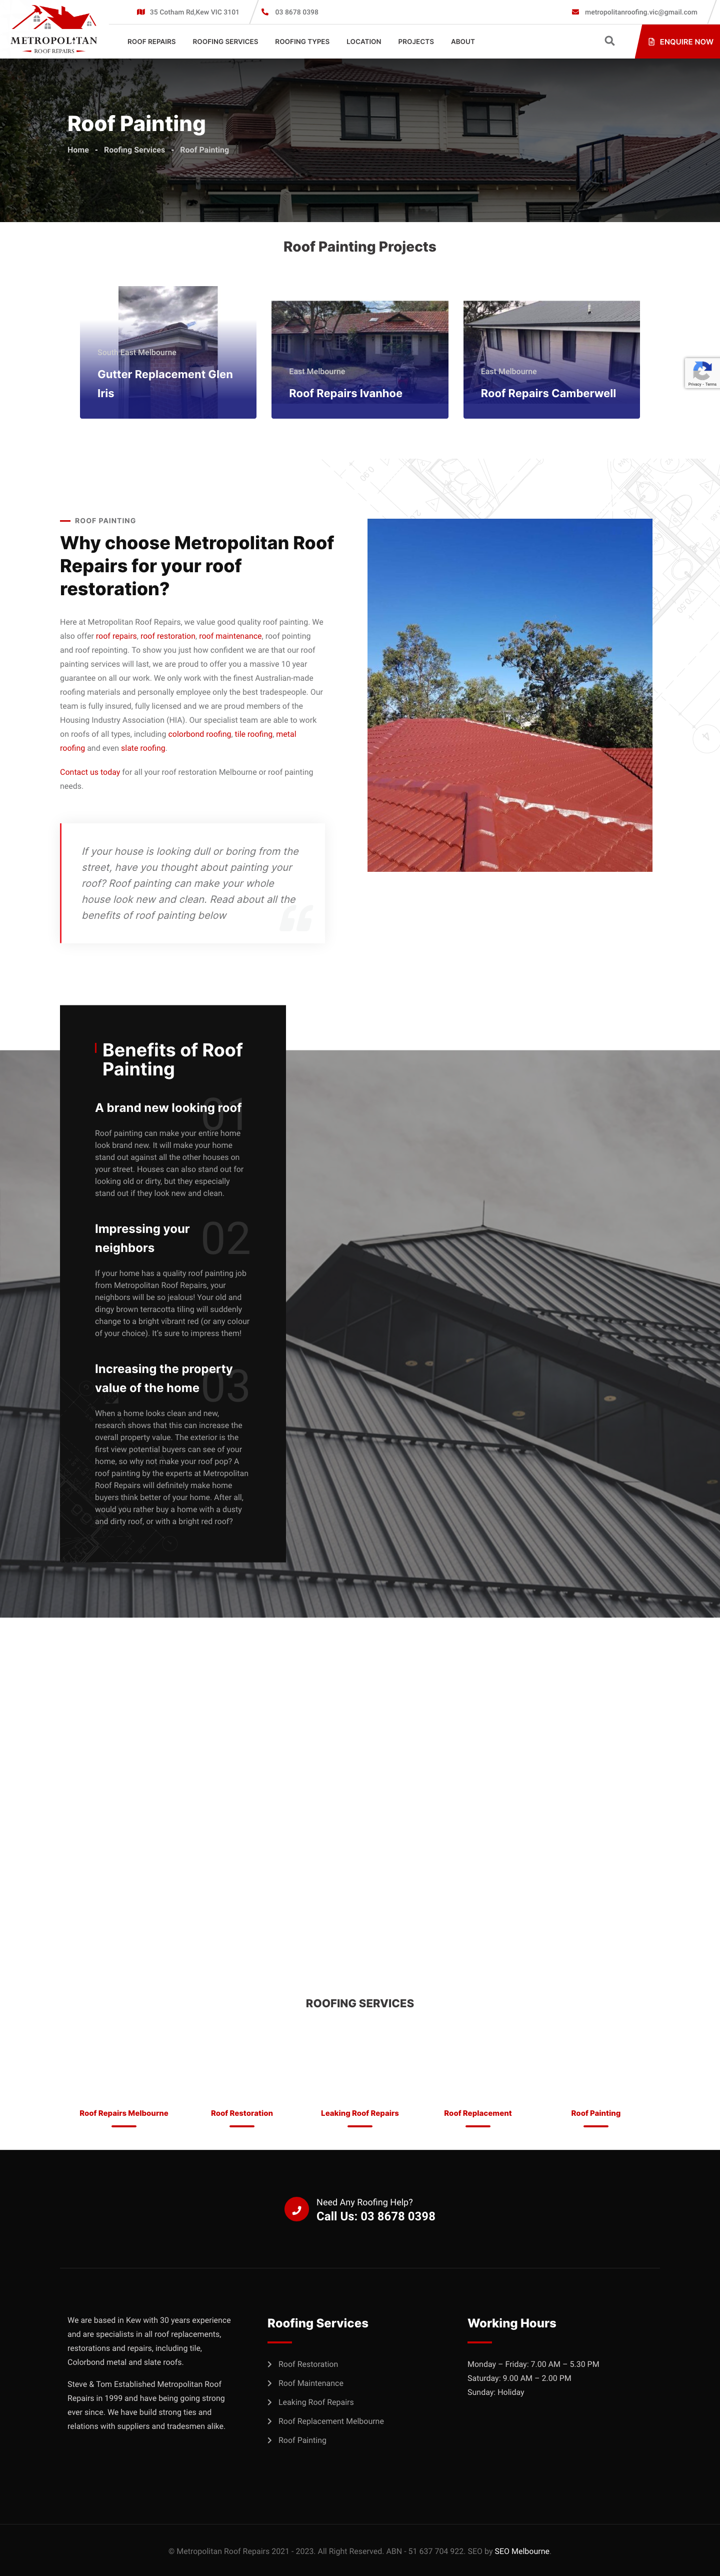 METROPOLITAN
ROOF REPAIRS
35 Cotham Rd,Kew VIC 3101
03 8678 0398
metropolitanroofing.vic@gmail.com
ROOF REPAIRS
ROOFING SERVICES
ROOFING TYPES
LOCATION
PROJECTS
ABOUT
ENQUIRE NOW
Roof Painting
Home - Roofing Services - Roof Painting
Roof Painting Projects
South East Melbourne
Gutter Replacement Glen
Iris
East Melbourne
Roof Repairs Ivanhoe
East Melbourne
Roof Repairs Camberwell
Privacy - Terms
ROOF PAINTING
Why choose Metropolitan Roof
Repairs for your roof
restoration?
Here at Metropolitan Roof Repairs, we value good quality roof painting. We
also offer roof repairs, roof restoration, roof maintenance, roof pointing
and roof repointing. To show you just how confident we are that our roof
painting services will last, we are proud to offer you a massive 10 year
guarantee on all our work. We only work with the finest Australian-made
roofing materials and personally employee only the best tradespeople. Our
team is fully insured, fully licensed and we are proud members of the
Housing Industry Association (HIA). Our specialist team are able to work
on roofs of all types, including colorbond roofing, tile roofing, metal
roofing and even slate roofing.
Contact us today for all your roof restoration Melbourne or roof painting
needs.
If your house is looking dull or boring from the
street, have you thought about painting your
roof? Roof painting can make your whole
house look new and clean. Read about all the
benefits of roof painting below
Benefits of Roof
Painting
01
A brand new looking roof
Roof painting can make your entire home
look brand new. It will make your home
stand out against all the other houses on
your street. Houses can also stand out for
looking old or dirty, but they especially
stand out if they look new and clean.
02
Impressing your
neighbors
If your home has a quality roof painting job
from Metropolitan Roof Repairs, your
neighbors will be so jealous! Your old and
dingy brown terracotta tiling will suddenly
change to a bright vibrant red (or any colour
of your choice). It's sure to impress them!
03
Increasing the property
value of the home
When a home looks clean and new,
research shows that this can increase the
overall property value. The exterior is the
first view potential buyers can see of your
home, so why not make your roof pop? A
roof painting by the experts at Metropolitan
Roof Repairs will definitely make home
buyers think better of your home. After all,
would you rather buy a home with a dusty
and dirty roof, or with a bright red roof?
ROOFING SERVICES
Roof Repairs Melbourne
Roof Restoration
Leaking Roof Repairs
Roof Replacement
Roof Painting
Need Any Roofing Help?
Call Us: 03 8678 0398
We are based in Kew with 30 years experience
and are specialists in all roof replacements,
restorations and repairs, including tile,
Colorbond metal and slate roofs.
Steve & Tom Established Metropolitan Roof
Repairs in 1999 and have being going strong
ever since. We have build strong ties and
relations with suppliers and tradesmen alike.
Roofing Services
Roof Restoration
Roof Maintenance
Leaking Roof Repairs
Roof Replacement Melbourne
Roof Painting
Working Hours
Monday – Friday: 7.00 AM – 5.30 PM
Saturday: 9.00 AM – 2.00 PM
Sunday: Holiday
© Metropolitan Roof Repairs 2021 - 2023. All Right Reserved. ABN - 51 637 704 922. SEO by SEO Melbourne.